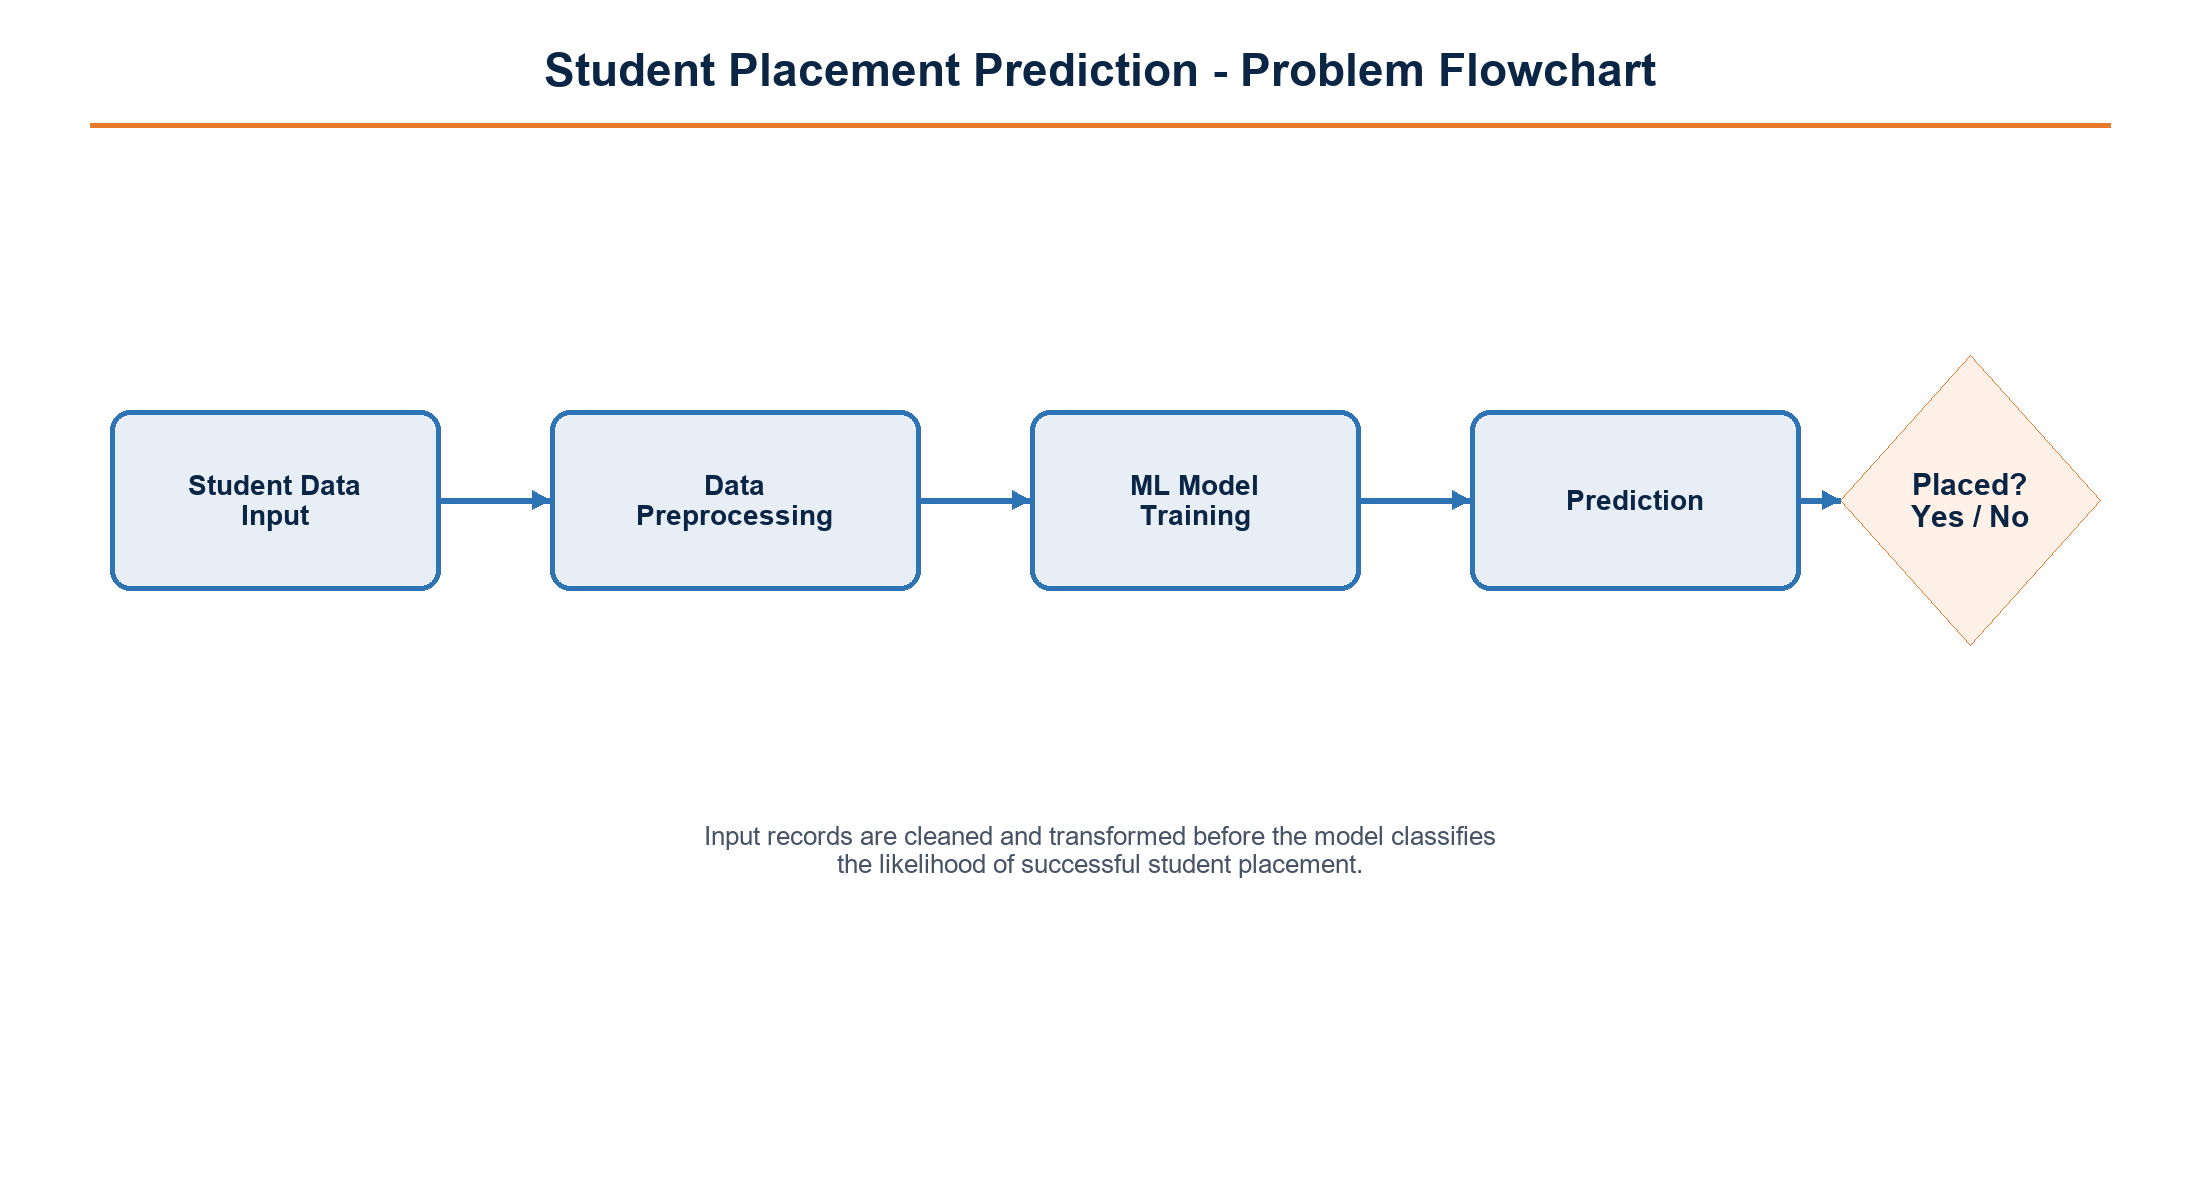 Student Placement Prediction - Problem Flowchart
Student Data
Input
Data
Preprocessing
ML Model
Training
Prediction
Placed?
Yes / No
Input records are cleaned and transformed before the model classifies
the likelihood of successful student placement.